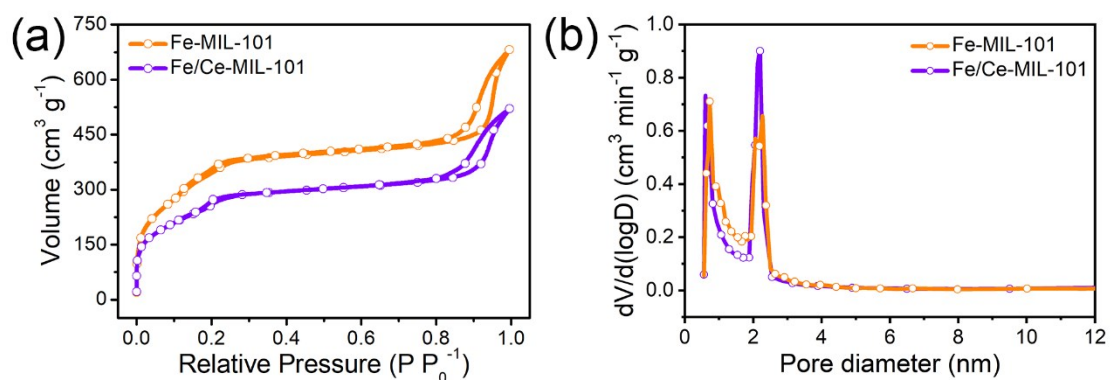 (a)
Fe-MIL-101
Fe/Ce-MIL-101
Volume (cm³ g⁻¹)
750
600
450
300
150
0
0.0 0.2 0.4 0.6 0.8 1.0
Relative Pressure (P P₀⁻¹)
(b)
Fe-MIL-101
Fe/Ce-MIL-101
dV/d(logD) (cm³ min⁻¹ g⁻¹)
1.0
0.8
0.6
0.4
0.2
0.0
0 2 4 6 8 10 12
Pore diameter (nm)